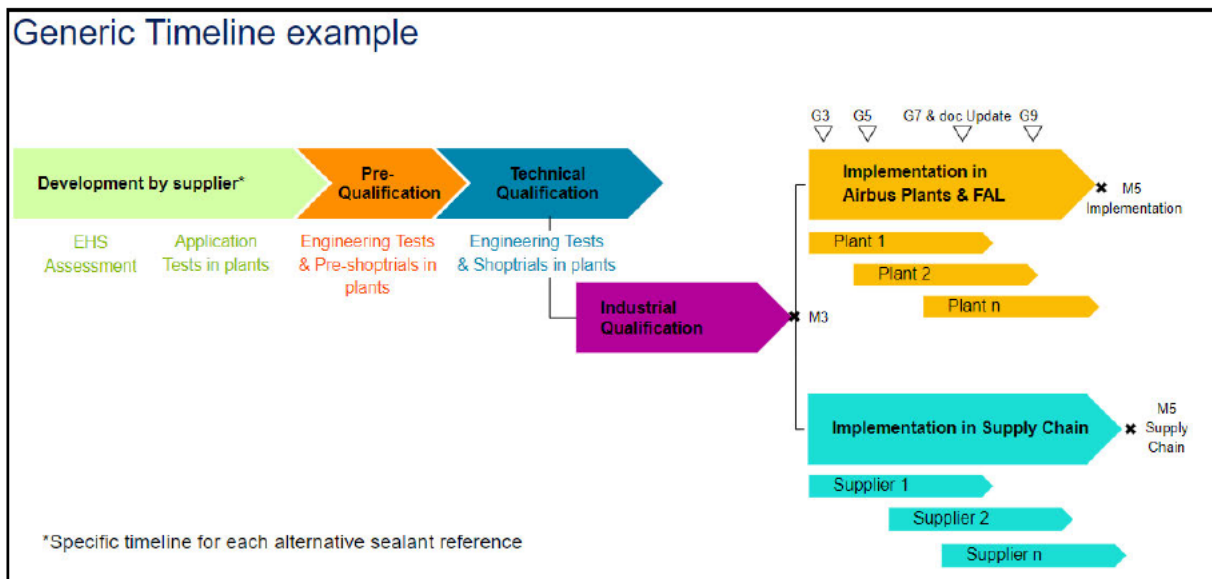 Generic Timeline example
G3
G5
G7 & doc Update
G9
Development by supplier*
Pre-
Qualification
Technical
Qualification
Implementation in
Airbus Plants & FAL
M5
Implementation
EHS
Assessment
Application
Tests in plants
Engineering Tests
& Pre-shoptrials in
plants
Engineering Tests
& Shoptrials in plants
Plant 1
Plant 2
Plant n
Industrial
Qualification
M3
Implementation in Supply Chain
M5
Supply
Chain
Supplier 1
Supplier 2
Supplier n
*Specific timeline for each alternative sealant reference